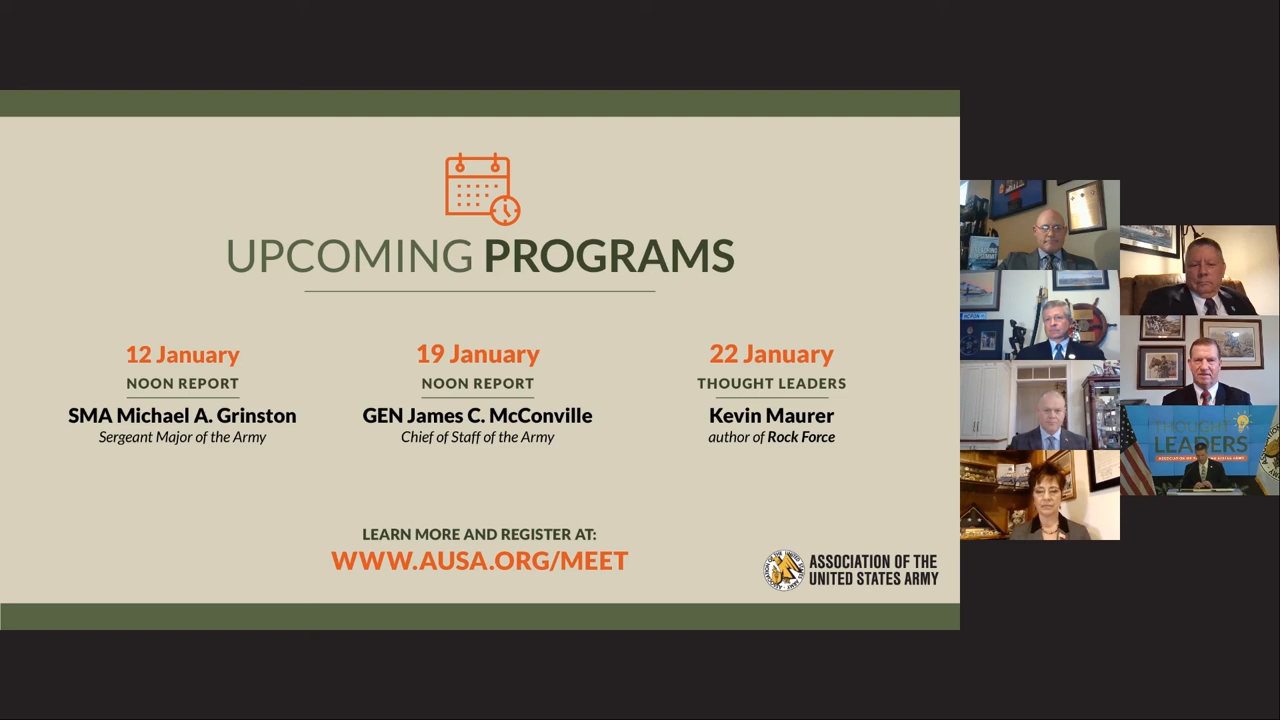 UPCOMING PROGRAMS
12 January
NOON REPORT
SMA Michael A. Grinston
Sergeant Major of the Army
19 January
NOON REPORT
GEN James C. McConville
Chief of Staff of the Army
22 January
THOUGHT LEADERS
Kevin Maurer
author of Rock Force
LEARN MORE AND REGISTER AT:
WWW.AUSA.ORG/MEET
ASSOCIATION OF THE
UNITED STATES ARMY
THOUGHT
LEADERS